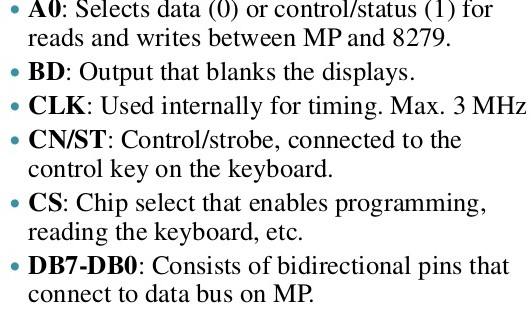 • A0: Selects data (0) or control/status (1) for
reads and writes between MP and 8279.
• BD: Output that blanks the displays.
• CLK: Used internally for timing. Max. 3 MHz
• CN/ST: Control/strobe, connected to the
control key on the keyboard.
• CS: Chip select that enables programming,
reading the keyboard, etc.
• DB7-DB0: Consists of bidirectional pins that
connect to data bus on MP.